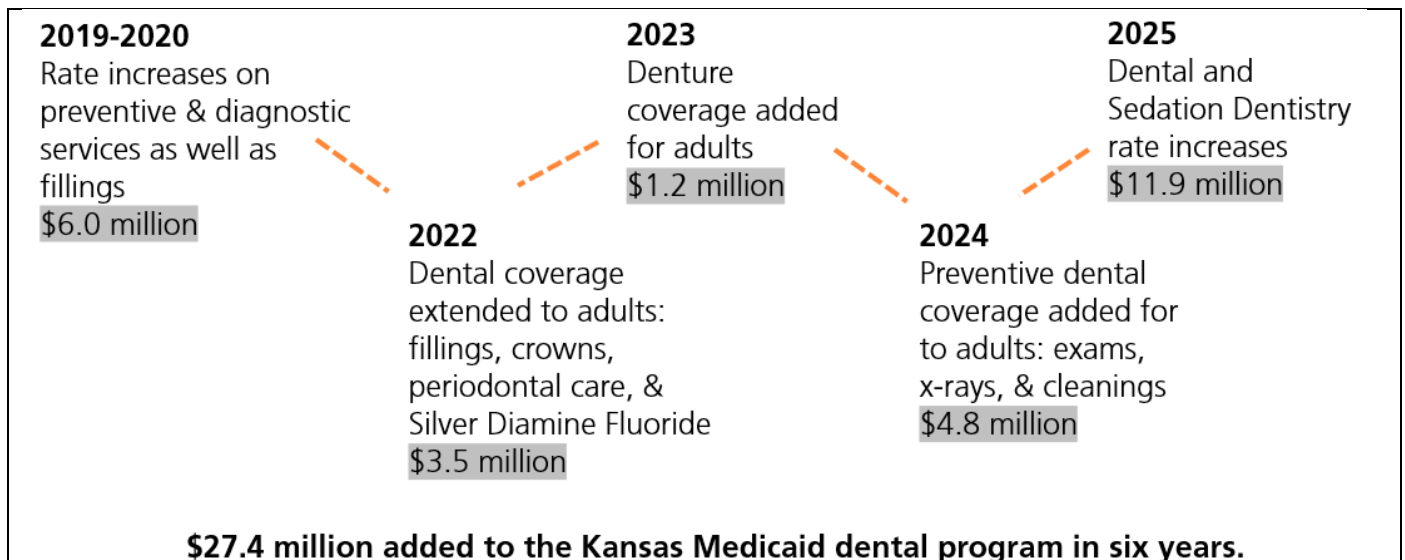 2019-2020
Rate increases on
preventive & diagnostic
services as well as
fillings
$6.0 million
2022
Dental coverage
extended to adults:
fillings, crowns,
periodontal care, &
Silver Diamine Fluoride
$3.5 million
2023
Denture
coverage added
for adults
$1.2 million
2024
Preventive dental
coverage added for
to adults: exams,
x-rays, & cleanings
$4.8 million
2025
Dental and
Sedation Dentistry
rate increases
$11.9 million
$27.4 million added to the Kansas Medicaid dental program in six years.